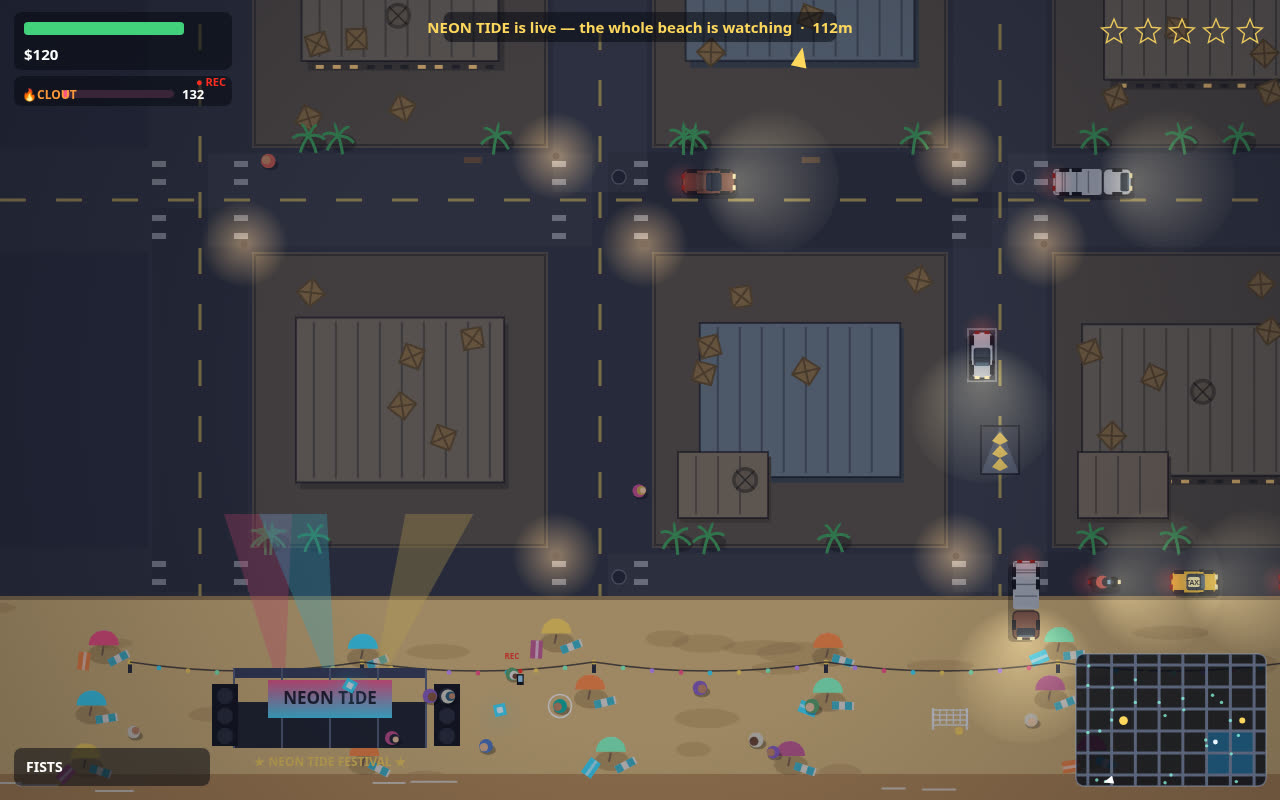 NEON TIDE is live — the whole beach is watching · 112m
$120
REC
🔥CLOUT 132
TAXI
REC
NEON TIDE
★ NEON TIDE FESTIVAL ★
FISTS